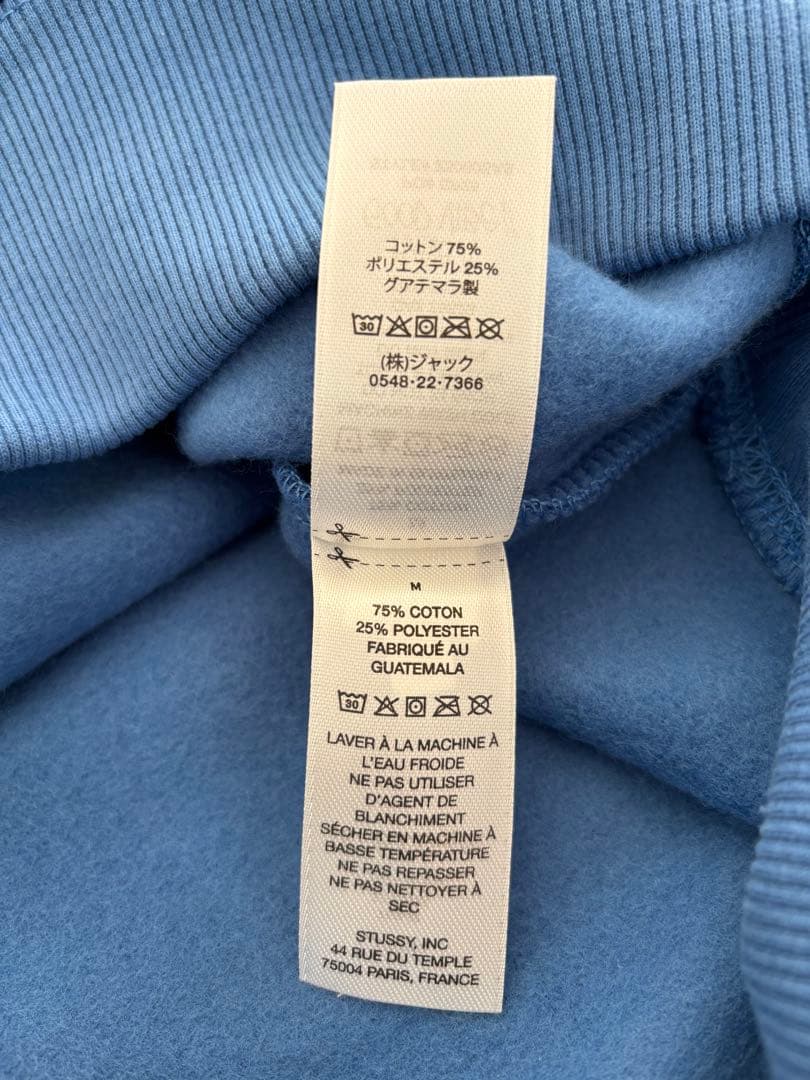 コットン 75%
ポリエステル 25%
グアテマラ製
30
(株)ジャック
0548・22・7366
M
75% COTON
25% POLYESTER
FABRIQUÉ AU
GUATEMALA
30
LAVER À LA MACHINE À
L'EAU FROIDE
NE PAS UTILISER
D'AGENT DE
BLANCHIMENT
SÉCHER EN MACHINE À
BASSE TEMPÉRATURE
NE PAS REPASSER
NE PAS NETTOYER À
SEC
STUSSY, INC
44 RUE DU TEMPLE
75004 PARIS, FRANCE